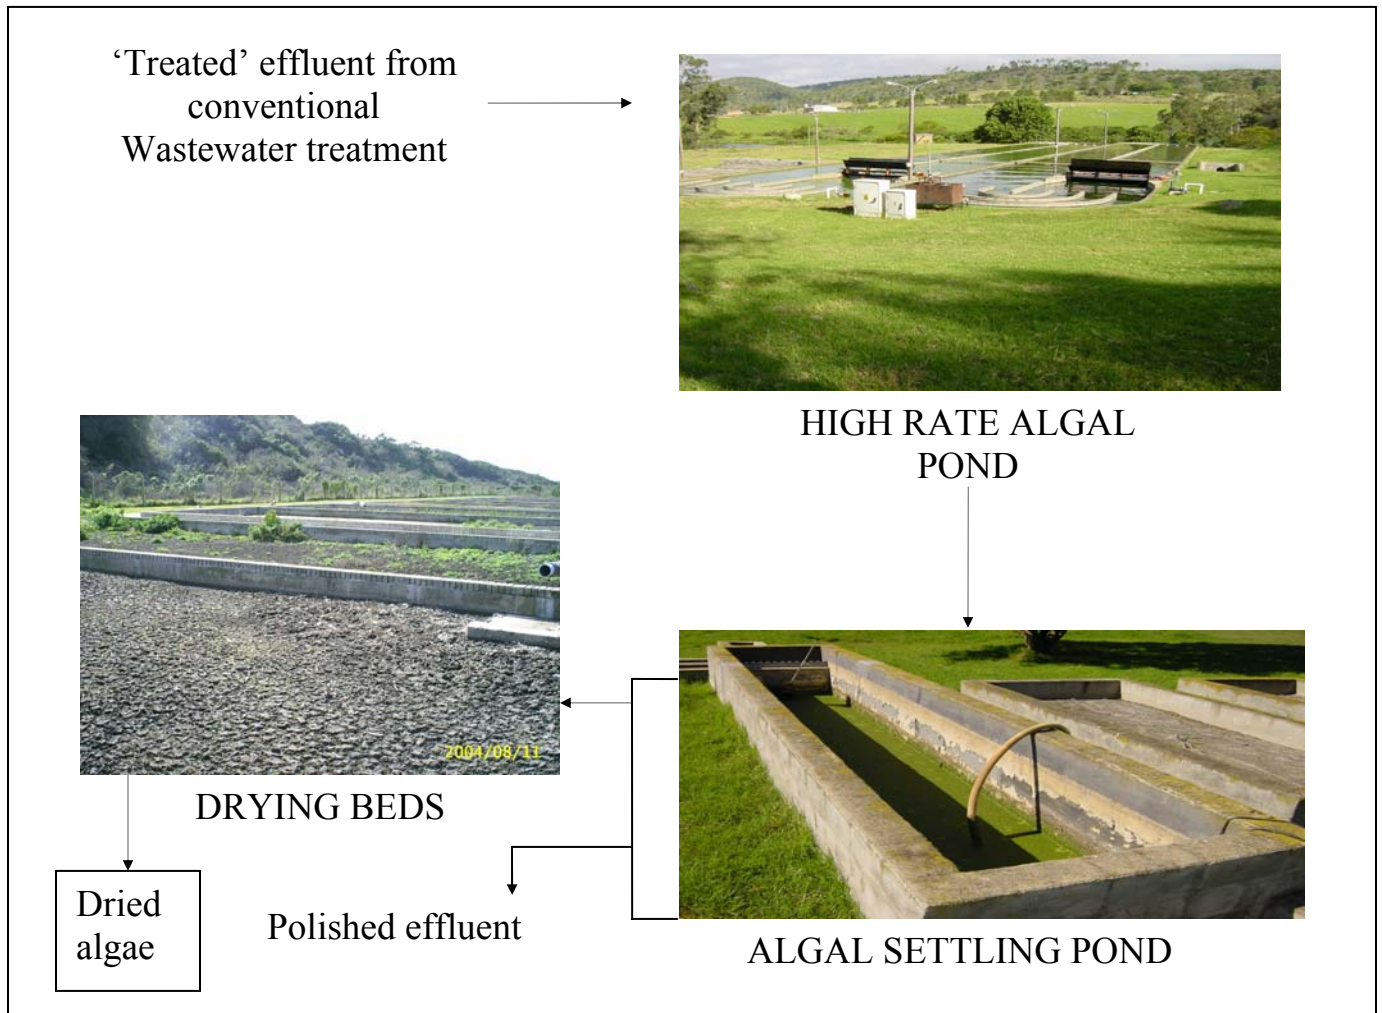 ‘Treated’ effluent from
conventional
Wastewater treatment
HIGH RATE ALGAL
POND
2004/08/11
DRYING BEDS
Dried
algae
Polished effluent
ALGAL SETTLING POND